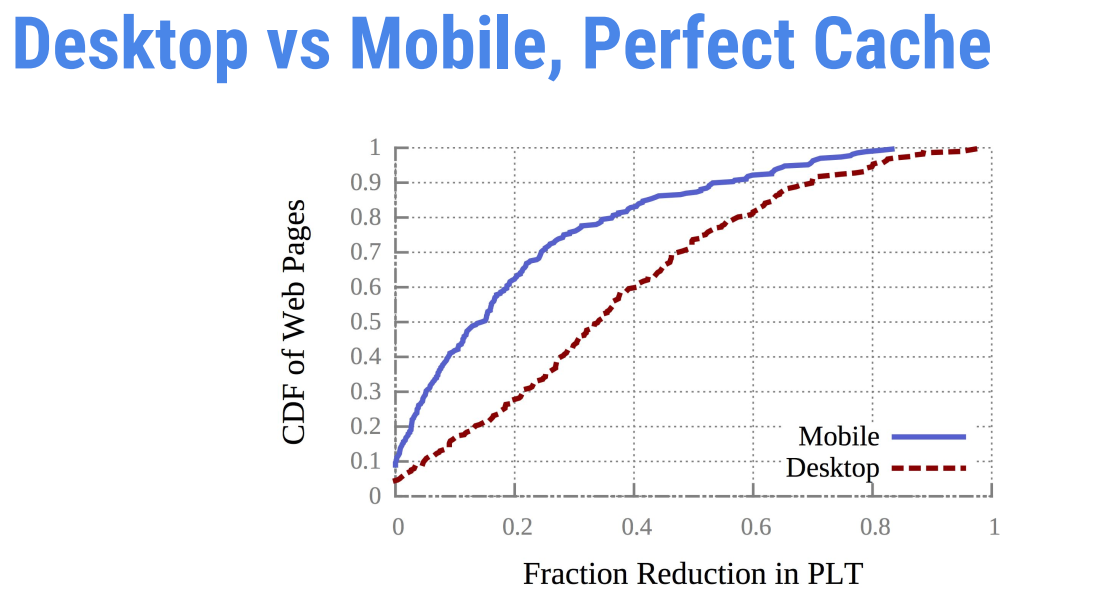 Desktop vs Mobile, Perfect Cache
CDF of Web Pages
1
0.9
0.8
0.7
0.6
0.5
0.4
0.3
0.2
0.1
0
Mobile
Desktop
0 0.2 0.4 0.6 0.8 1
Fraction Reduction in PLT